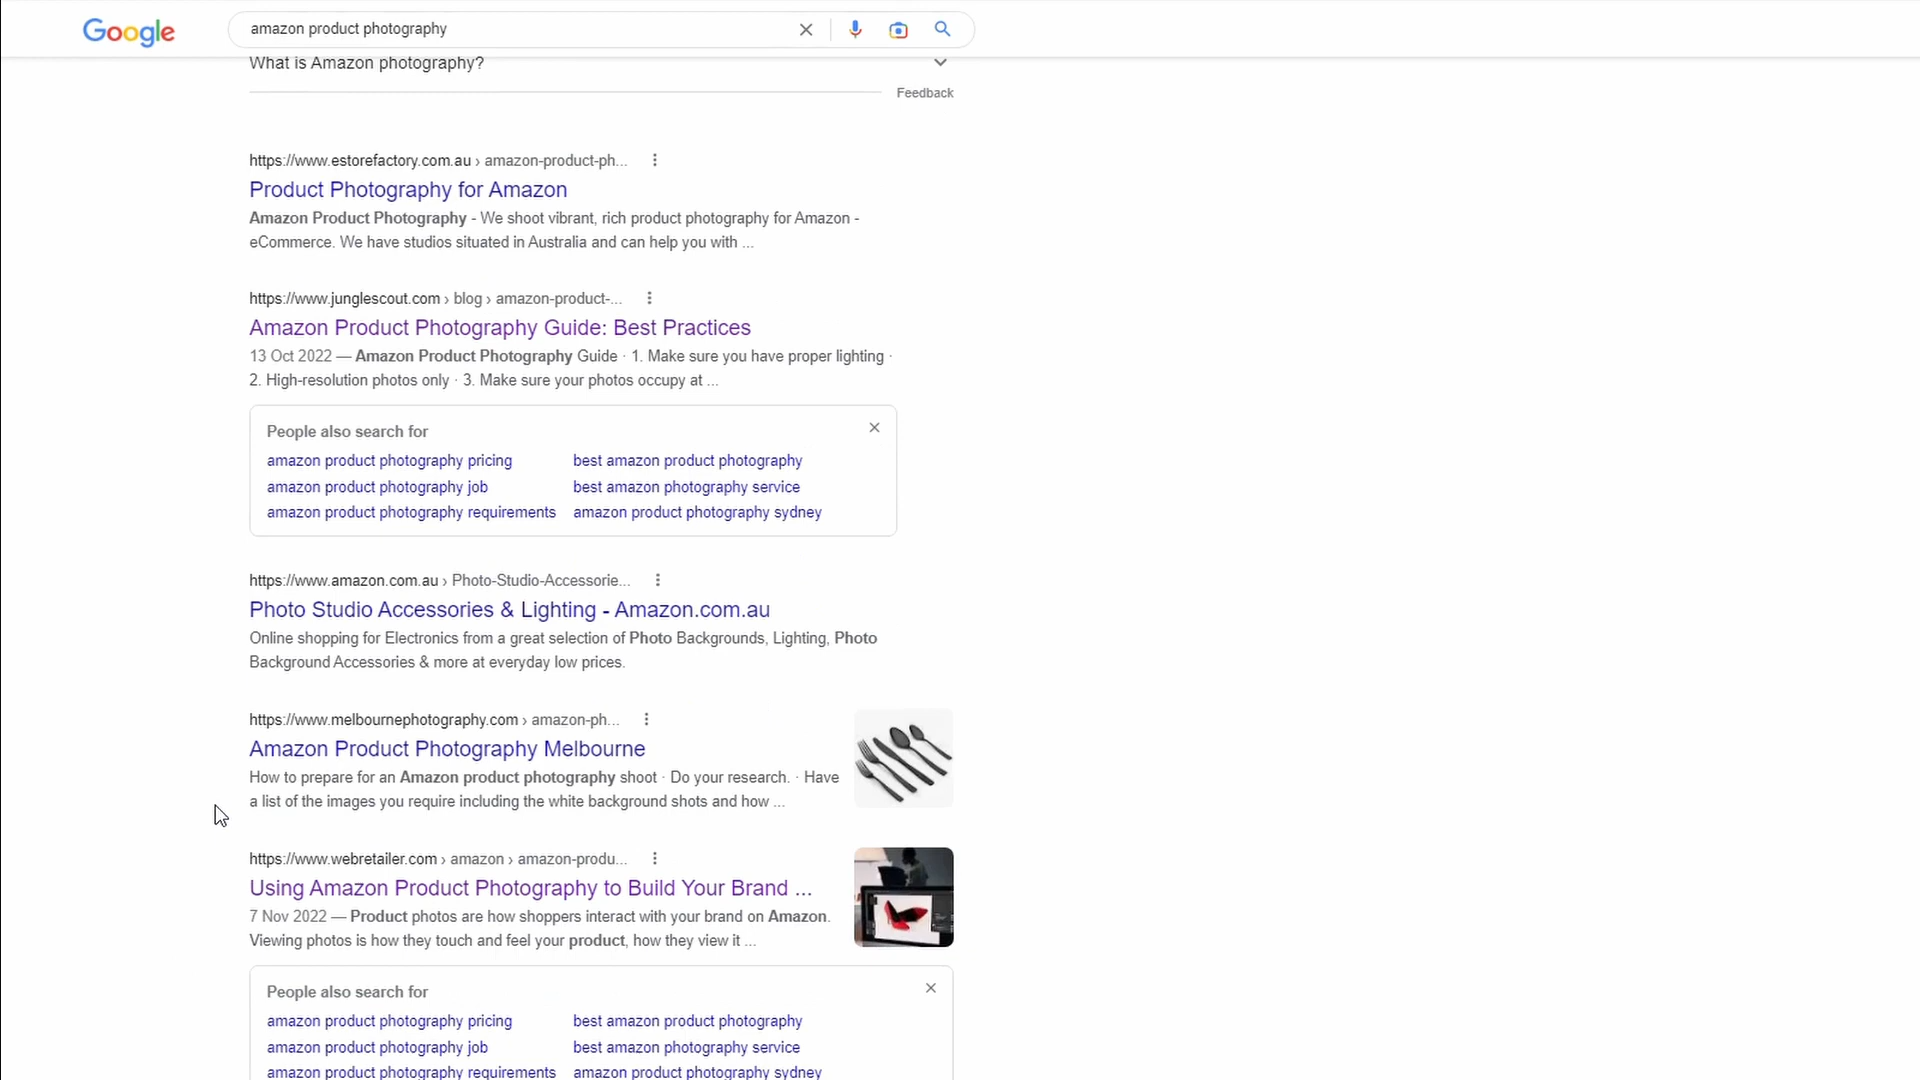 Google
amazon product photography
What is Amazon photography?
Feedback
https://www.estorefactory.com.au › amazon-product-ph...
Product Photography for Amazon
Amazon Product Photography - We shoot vibrant, rich product photography for Amazon -
eCommerce. We have studios situated in Australia and can help you with ...
https://www.junglescout.com › blog › amazon-product-...
Amazon Product Photography Guide: Best Practices
13 Oct 2022 — Amazon Product Photography Guide · 1. Make sure you have proper lighting ·
2. High-resolution photos only · 3. Make sure your photos occupy at ...
People also search for
amazon product photography pricing
best amazon product photography
amazon product photography job
best amazon photography service
amazon product photography requirements
amazon product photography sydney
https://www.amazon.com.au › Photo-Studio-Accessorie...
Photo Studio Accessories & Lighting - Amazon.com.au
Online shopping for Electronics from a great selection of Photo Backgrounds, Lighting, Photo
Background Accessories & more at everyday low prices.
https://www.melbournephotography.com › amazon-ph...
Amazon Product Photography Melbourne
How to prepare for an Amazon product photography shoot · Do your research. · Have
a list of the images you require including the white background shots and how ...
https://www.webretailer.com › amazon › amazon-produ...
Using Amazon Product Photography to Build Your Brand ...
7 Nov 2022 — Product photos are how shoppers interact with your brand on Amazon.
Viewing photos is how they touch and feel your product, how they view it ...
People also search for
amazon product photography pricing
best amazon product photography
amazon product photography job
best amazon photography service
amazon product photography requirements
amazon product photography sydney